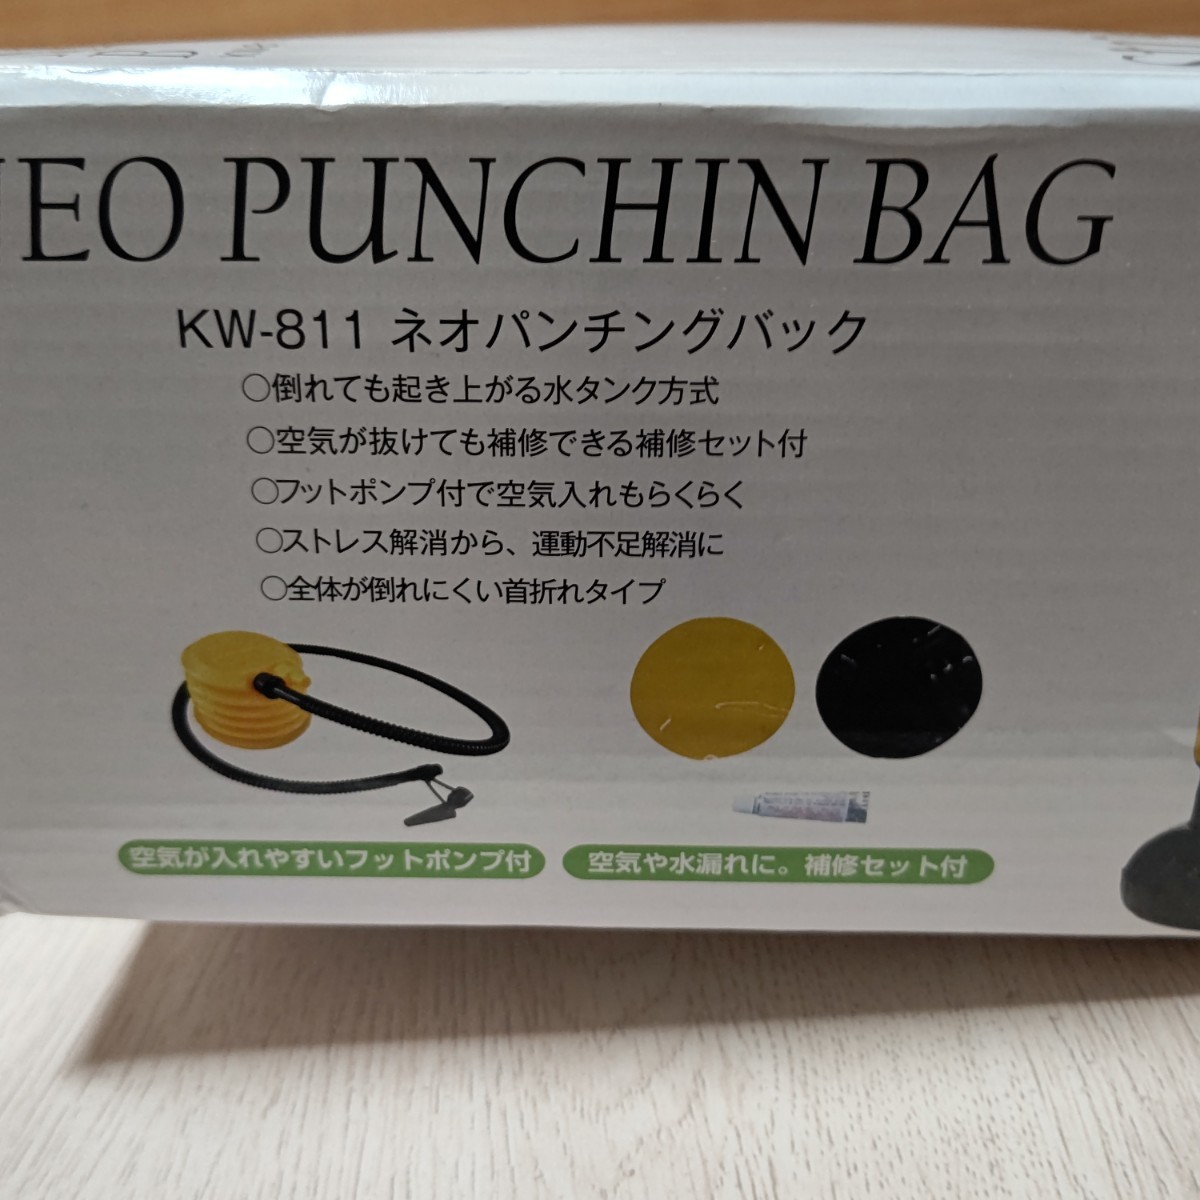 NEO PUNCHIN BAG
KW-811 ネオパンチングバック
○倒れても起き上がる水タンク方式
○空気が抜けても補修できる補修セット付
○フットポンプ付で空気入れもらくらく
○ストレス解消から、運動不足解消に
○全体が倒れにくい首折れタイプ
空気が入れやすいフットポンプ付
空気や水漏れに。補修セット付